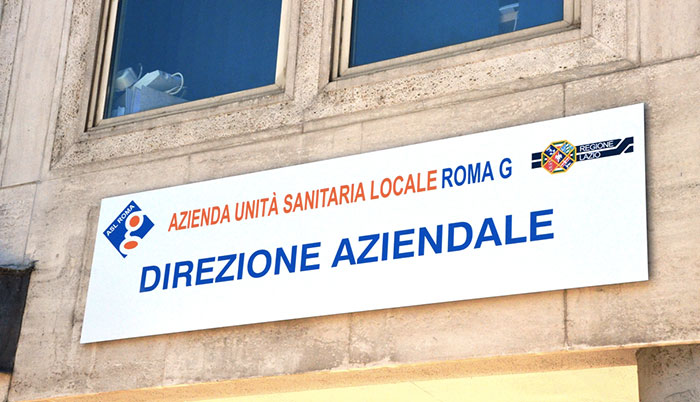 ASL ROMA
g
AZIENDA UNITÀ SANITARIA LOCALE ROMA G
REGIONE
LAZIO
DIREZIONE AZIENDALE